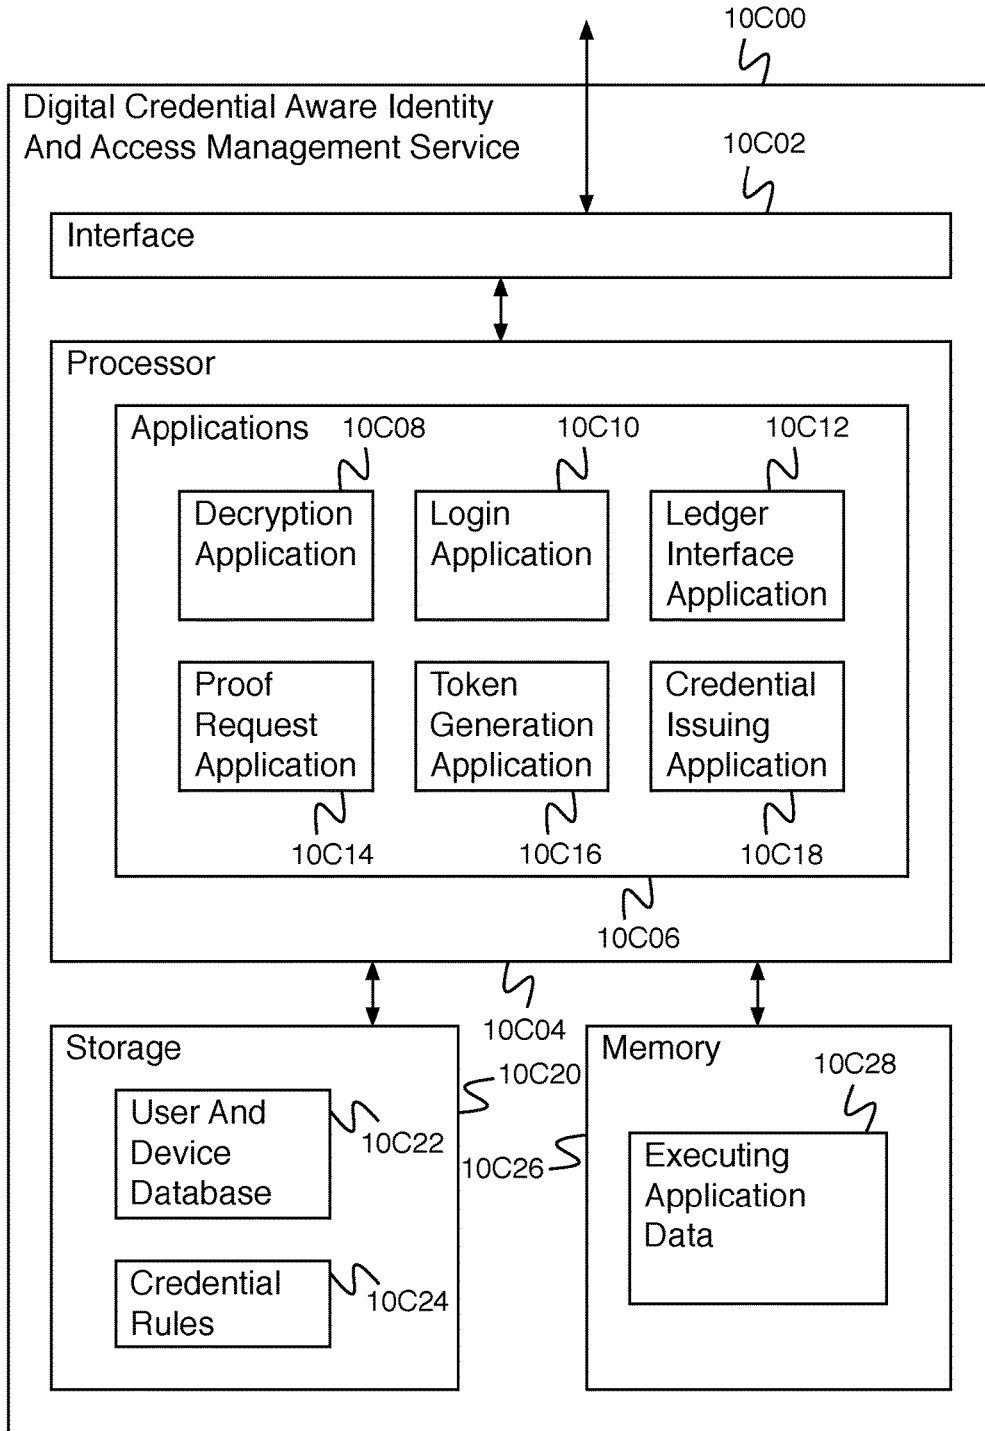 10C00
Digital Credential Aware Identity
And Access Management Service
10C02
Interface
Processor
Applications
10C08
10C10
10C12
Decryption
Application
Login
Application
Ledger
Interface
Application
Proof
Request
Application
Token
Generation
Application
Credential
Issuing
Application
10C14
10C16
10C18
10C06
10C04
Storage
10C20
User And
Device
Database
10C22
Credential
Rules
10C24
Memory
10C26
10C28
Executing
Application
Data